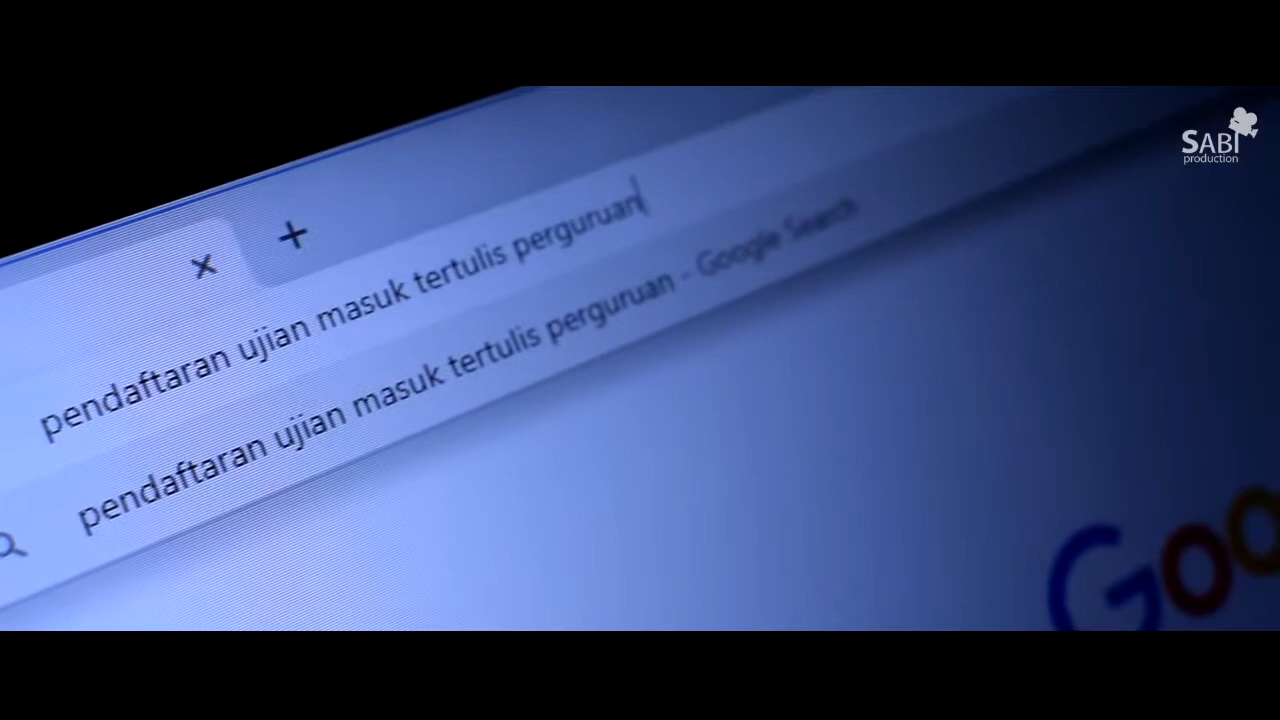 SABI
production
pendaftaran ujian masuk tertulis perguruan
pendaftaran ujian masuk tertulis perguruan - Google Search
Goo